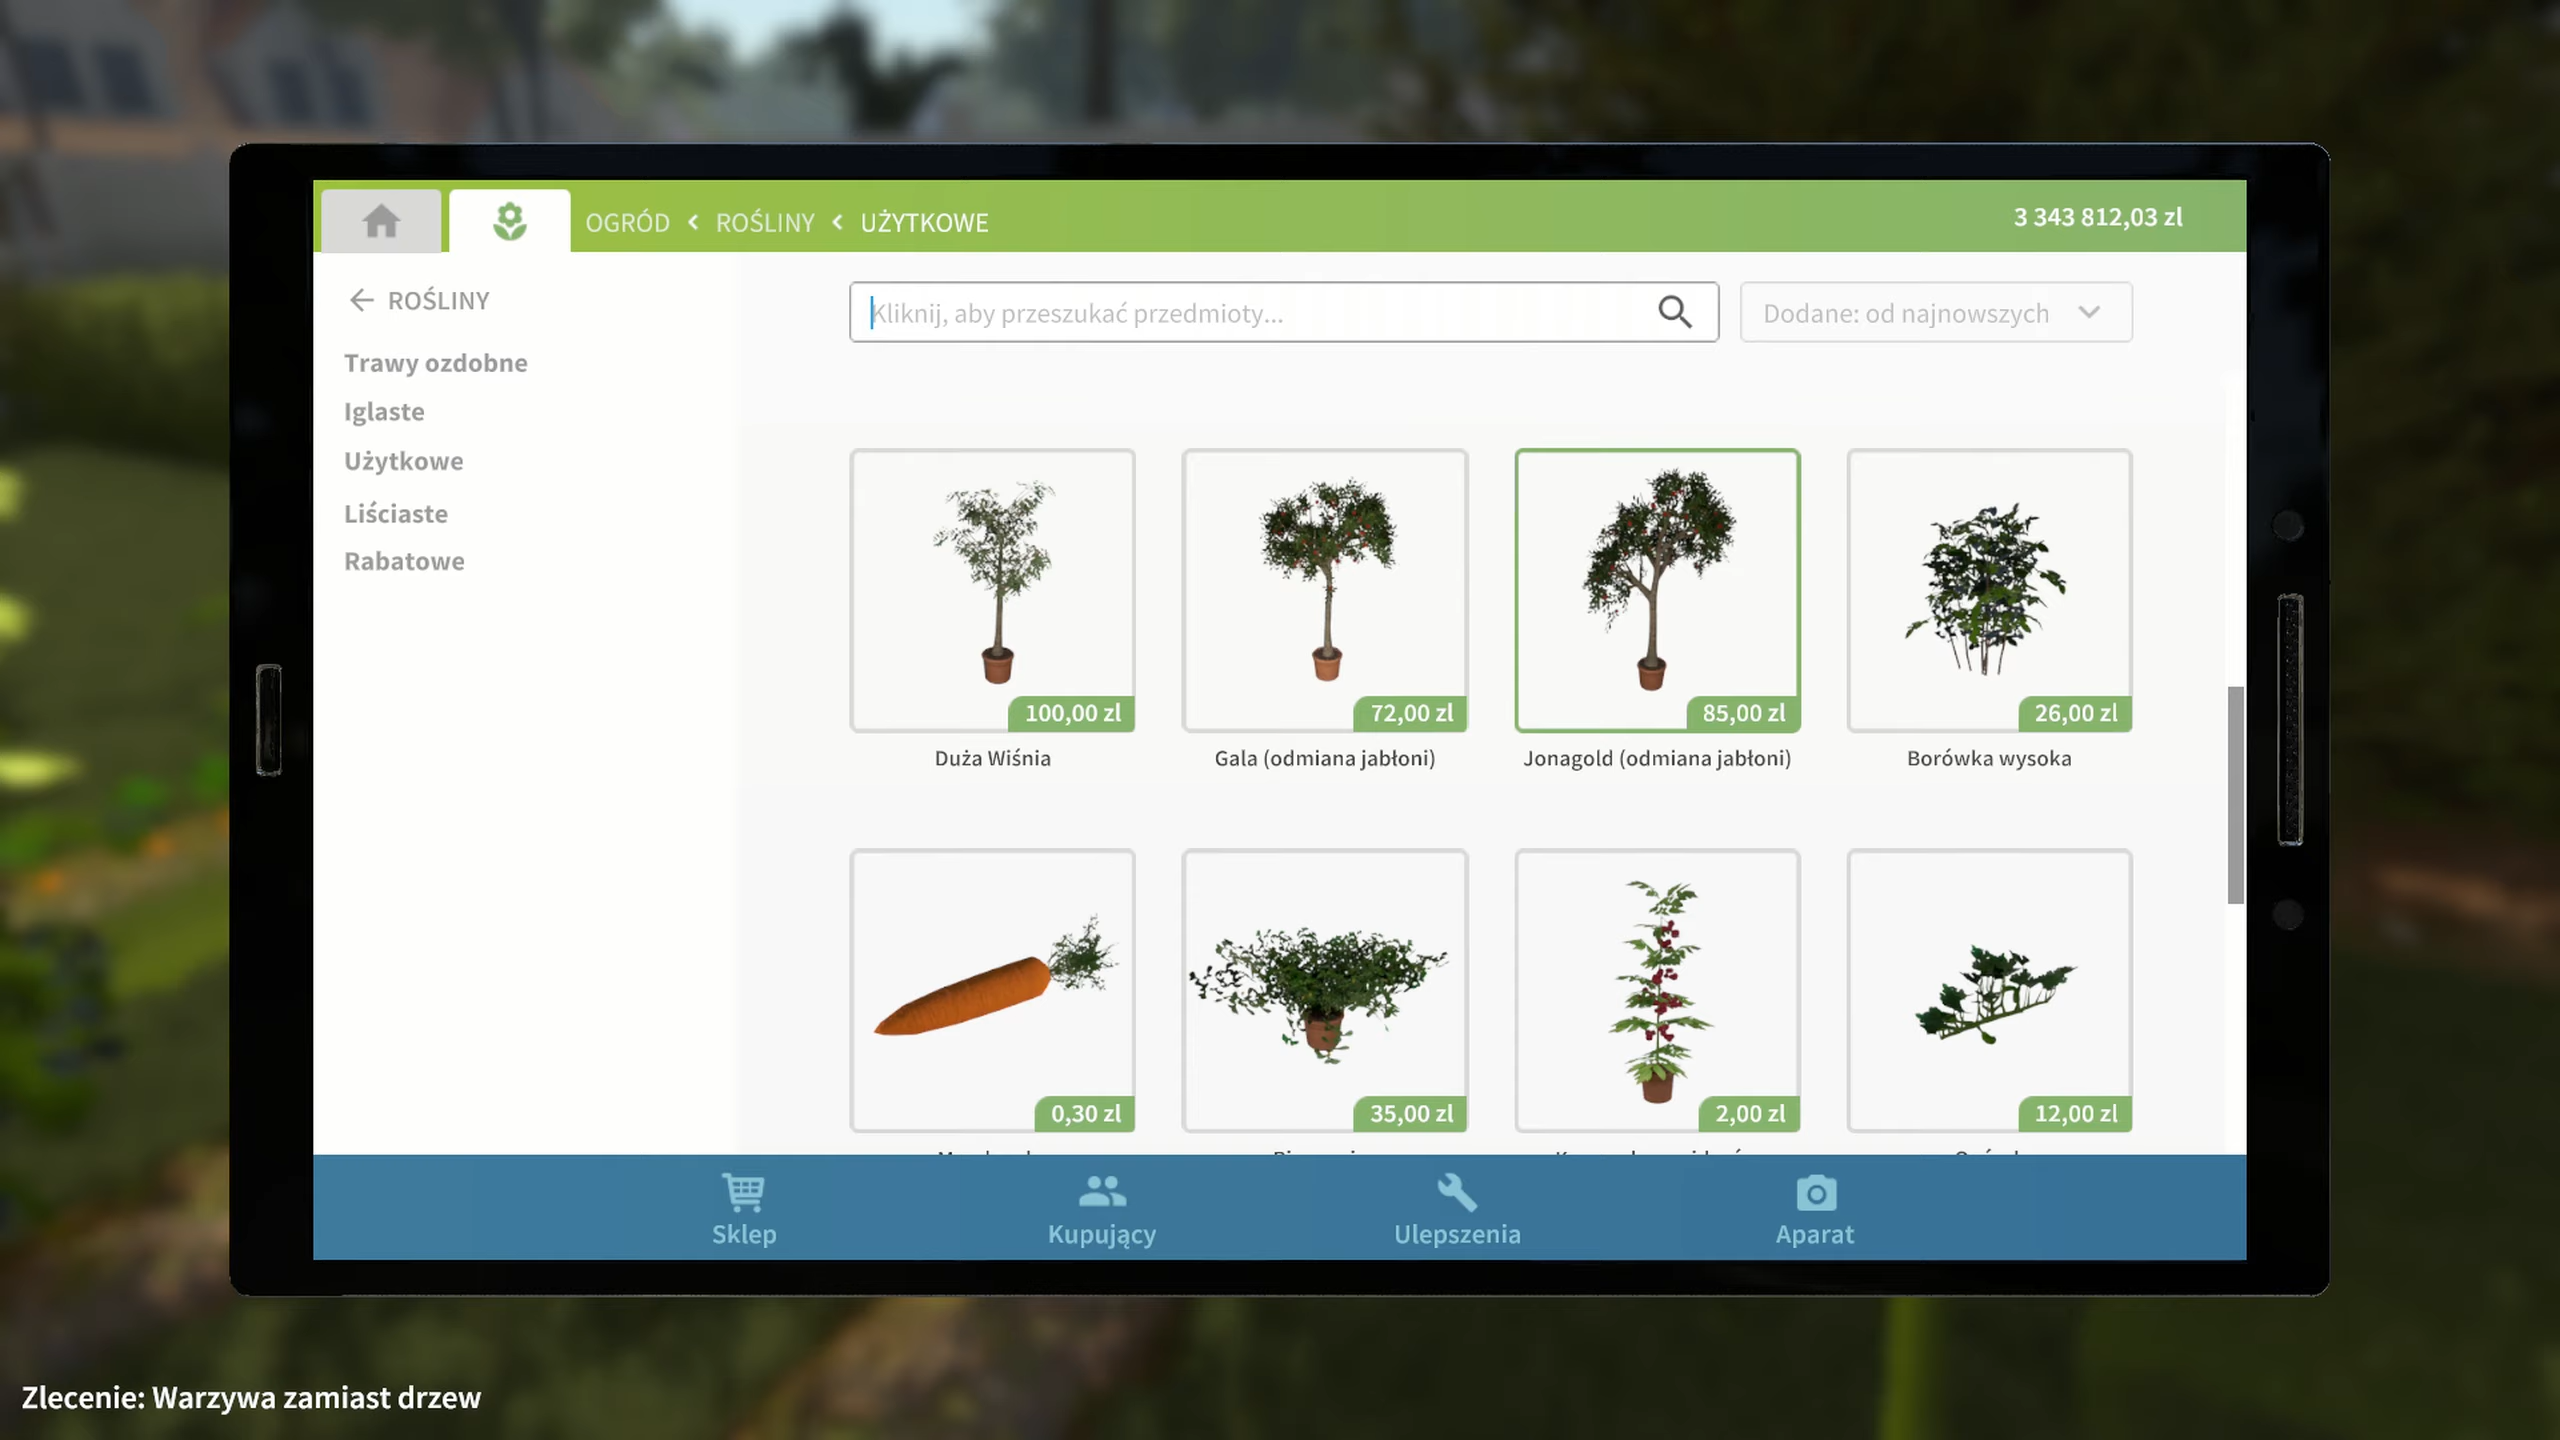 OGRÓD < ROŚLINY < UŻYTKOWE
3 343 812,03 zl
ROŚLINY
Kliknij, aby przeszukać przedmioty...
Dodane: od najnowszych
Trawy ozdobne
Iglaste
Użytkowe
Liściaste
Rabatowe
100,00 zl
72,00 zl
85,00 zl
26,00 zl
Duża Wiśnia
Gala (odmiana jabłoni)
Jonagold (odmiana jabłoni)
Borówka wysoka
0,30 zl
35,00 zl
2,00 zl
12,00 zl
Sklep
Kupujący
Ulepszenia
Aparat
Zlecenie: Warzywa zamiast drzew